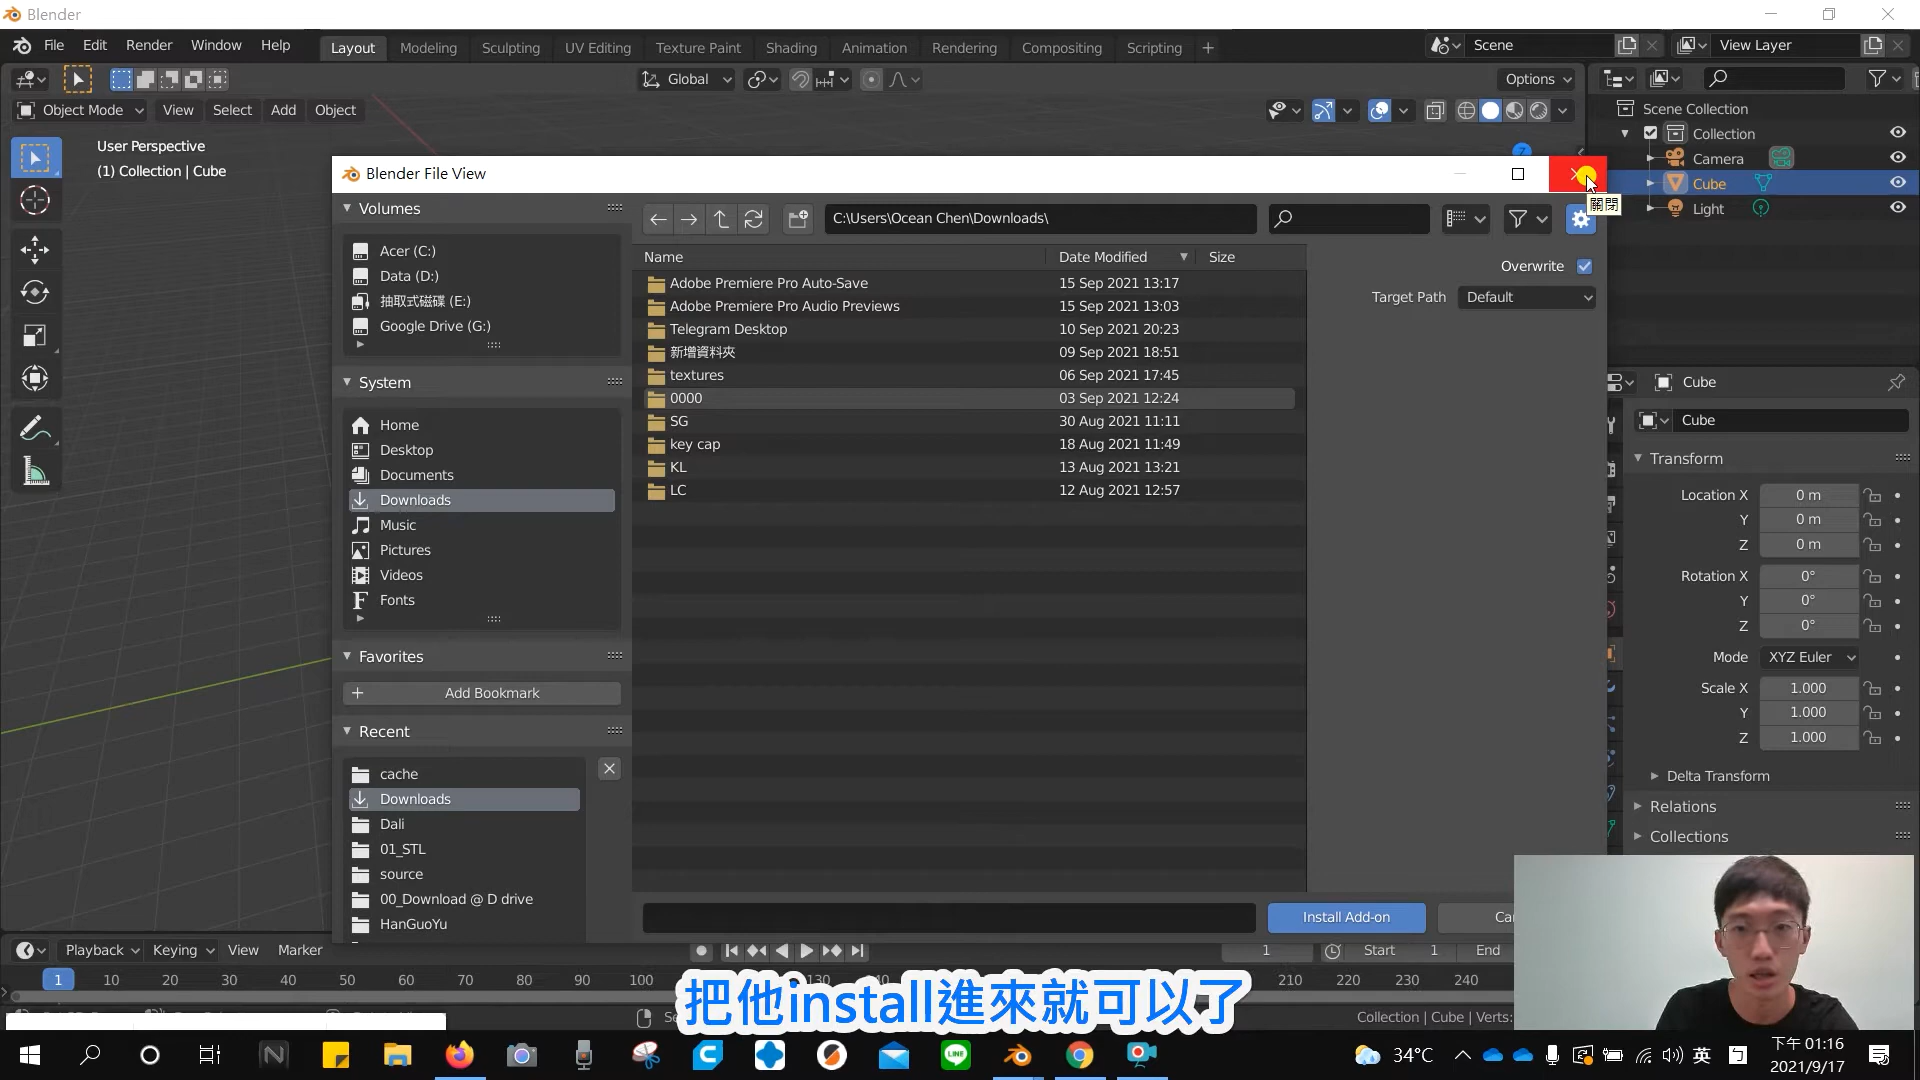 Blender
File Edit Render Window Help
Layout Modeling Sculpting UV Editing Texture Paint Shading Animation Rendering Compositing Scripting +
Scene
View Layer
Global
Options
Object Mode View Select Add Object
User Perspective
(1) Collection | Cube
Scene Collection
Collection
Camera
Cube
Light
Blender File View
關閉
Volumes
Acer (C:)
Data (D:)
抽取式磁碟 (E:)
Google Drive (G:)
System
Home
Desktop
Documents
Downloads
Music
Pictures
Videos
Fonts
Favorites
Add Bookmark
Recent
cache
Downloads
Dali
01_STL
source
00_Download @ D drive
HanGuoYu
C:\Users\Ocean Chen\Downloads\
Name Date Modified Size
Adobe Premiere Pro Auto-Save 15 Sep 2021 13:17
Adobe Premiere Pro Audio Previews 15 Sep 2021 13:03
Telegram Desktop 10 Sep 2021 20:23
新增資料夾 09 Sep 2021 18:51
textures 06 Sep 2021 17:45
0000 03 Sep 2021 12:24
SG 30 Aug 2021 11:11
key cap 18 Aug 2021 11:49
KL 13 Aug 2021 13:21
LC 12 Aug 2021 12:57
Overwrite
Target Path Default
Install Add-on
Cube
Cube
Transform
Location X 0 m
Y 0 m
Z 0 m
Rotation X 0°
Y 0°
Z 0°
Mode XYZ Euler
Scale X 1.000
Y 1.000
Z 1.000
Delta Transform
Relations
Collections
Playback Keying View Marker
1 Start 1 End
1 10 20 30 40 50 60 70 80 90 100 130 210 220 230 240
把他install進來就可以了
Collection | Cube | Verts:
34°C
英
下午 01:16
2021/9/17